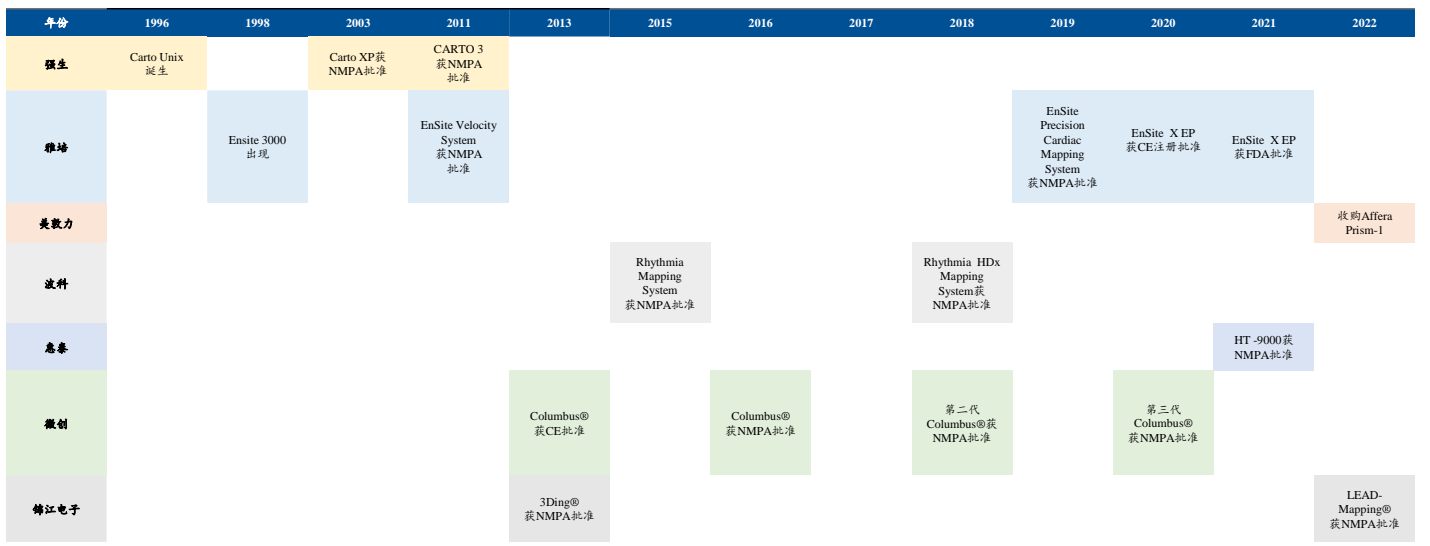 年份 1996 1998 2003 2011 2013 2015 2016 2017 2018 2019 2020 2021 2022
强生
Carto Unix
诞生
Carto XP获
NMPA批准
CARTO 3
获NMPA
批准
雅培
Ensite 3000
出现
EnSite Velocity
System
获NMPA
批准
EnSite
Precision
Cardiac
Mapping
System
获NMPA批准
EnSite X EP
获CE注册批准
EnSite X EP
获FDA批准
美敦力
收购Affera
Prism-1
波科
Rhythmia
Mapping
System
获NMPA批准
Rhythmia HDx
Mapping
System获
NMPA批准
惠泰
HT -9000获
NMPA批准
微创
Columbus®
获CE批准
Columbus®
获NMPA批准
第二代
Columbus®获
NMPA批准
第三代
Columbus®
获NMPA批准
锦江电子
3Ding®
获NMPA批准
LEAD-
Mapping®
获NMPA批准